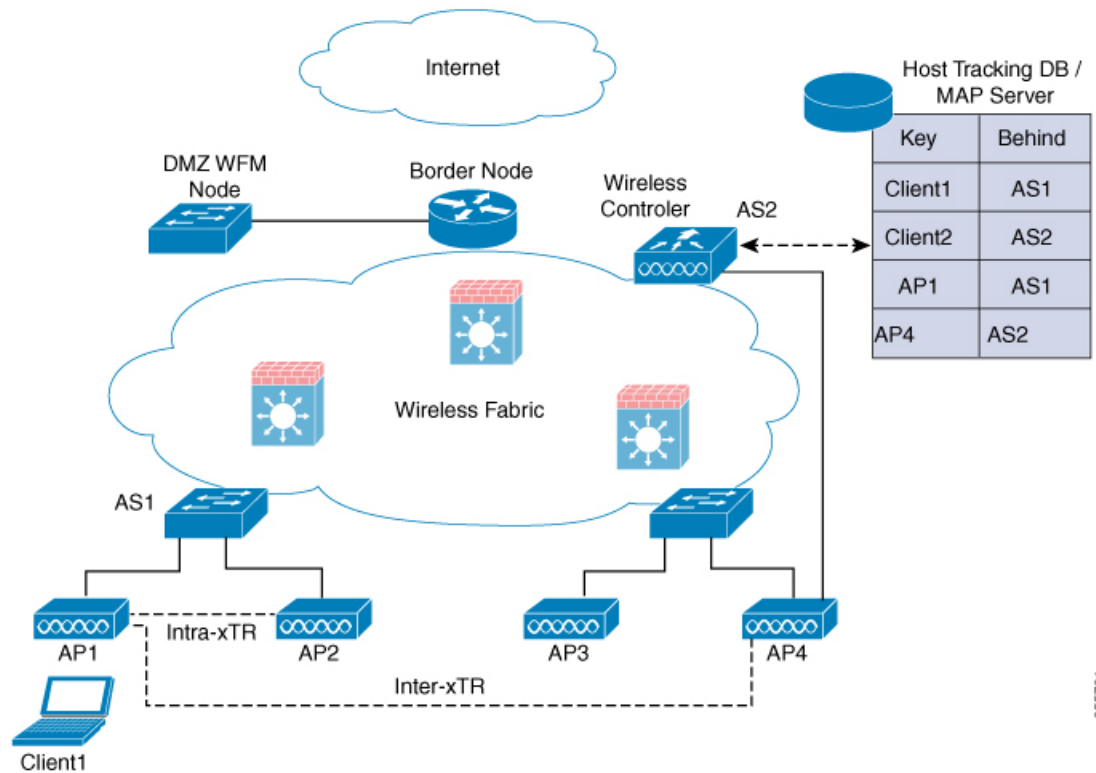 Internet
Host Tracking DB /
MAP Server
Key Behind
Client1 AS1
Client2 AS2
AP1 AS1
AP4 AS2
DMZ WFM
Node
Border Node
Wireless
Controler
AS2
Wireless Fabric
AS1
Intra-xTR
AP1
AP2
AP3
AP4
Inter-xTR
Client1